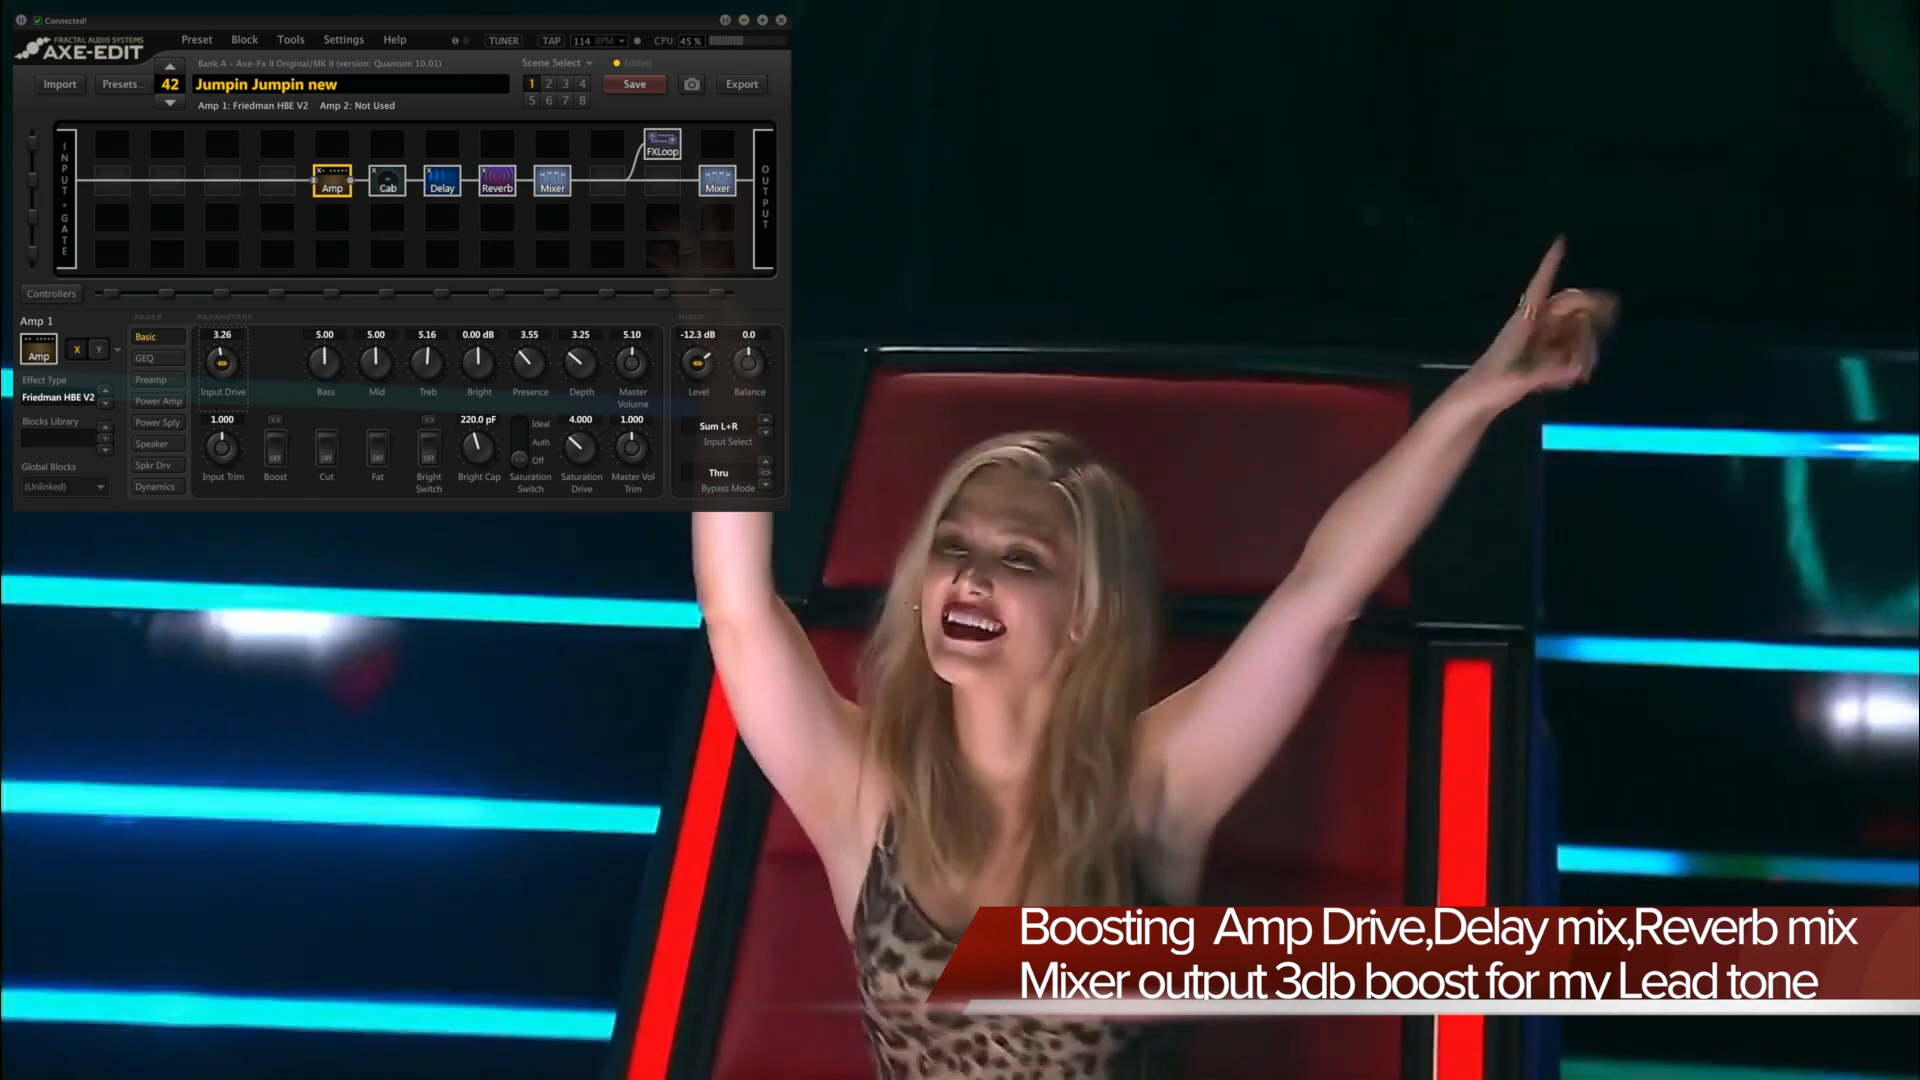 Connected!
FRACTAL AUDIO SYSTEMS
AXE-EDIT
Preset Block Tools Settings Help TUNER TAP 114 BPM CPU: 45 %
Bank A - Axe-Fx II Original/MK II (version: Quantum 10.01) Scene Select Edited
Import Presets... 42 Jumpin Jumpin new 1 2 3 4 Save Export
5 6 7 8
Amp 1: Friedman HBE V2 Amp 2: Not Used
INPUT • GATE
FXLoop
Amp Cab Delay Reverb Mixer Mixer
OUTPUT
Controllers
Amp 1 PAGES PARAMETERS MIXER
Amp X Y
Effect Type
Friedman HBE V2
Blocks Library
Global Blocks
(Unlinked)
Basic
GEQ
Preamp
Power Amp
Power Sply
Speaker
Spkr Drv
Dynamics
3.26 5.00 5.00 5.16 0.00 dB 3.55 3.25 5.10
Input Drive Bass Mid Treb Bright Presence Depth Master Volume
1.000 220.0 pF Ideal 4.000 1.000
Auth
OFF OFF OFF OFF Off
Input Trim Boost Cut Fat Bright Switch Bright Cap Saturation Switch Saturation Drive Master Vol Trim
-12.3 dB 0.0
Level Balance
Sum L+R
Input Select
Thru
Bypass Mode
Boosting Amp Drive,Delay mix,Reverb mix
Mixer output 3db boost for my Lead tone